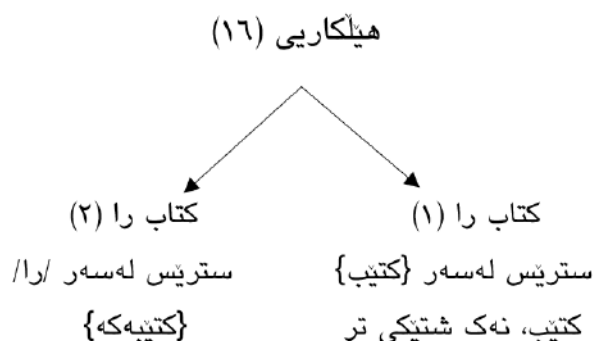 هێڵکاریی (١٦)
کتاب را (١)
سترێس لەسەر {کتێب}
کتێب، نەک شتێکی تر
کتاب را (٢)
سترێس لەسەر /را/
{کتێبەکە}